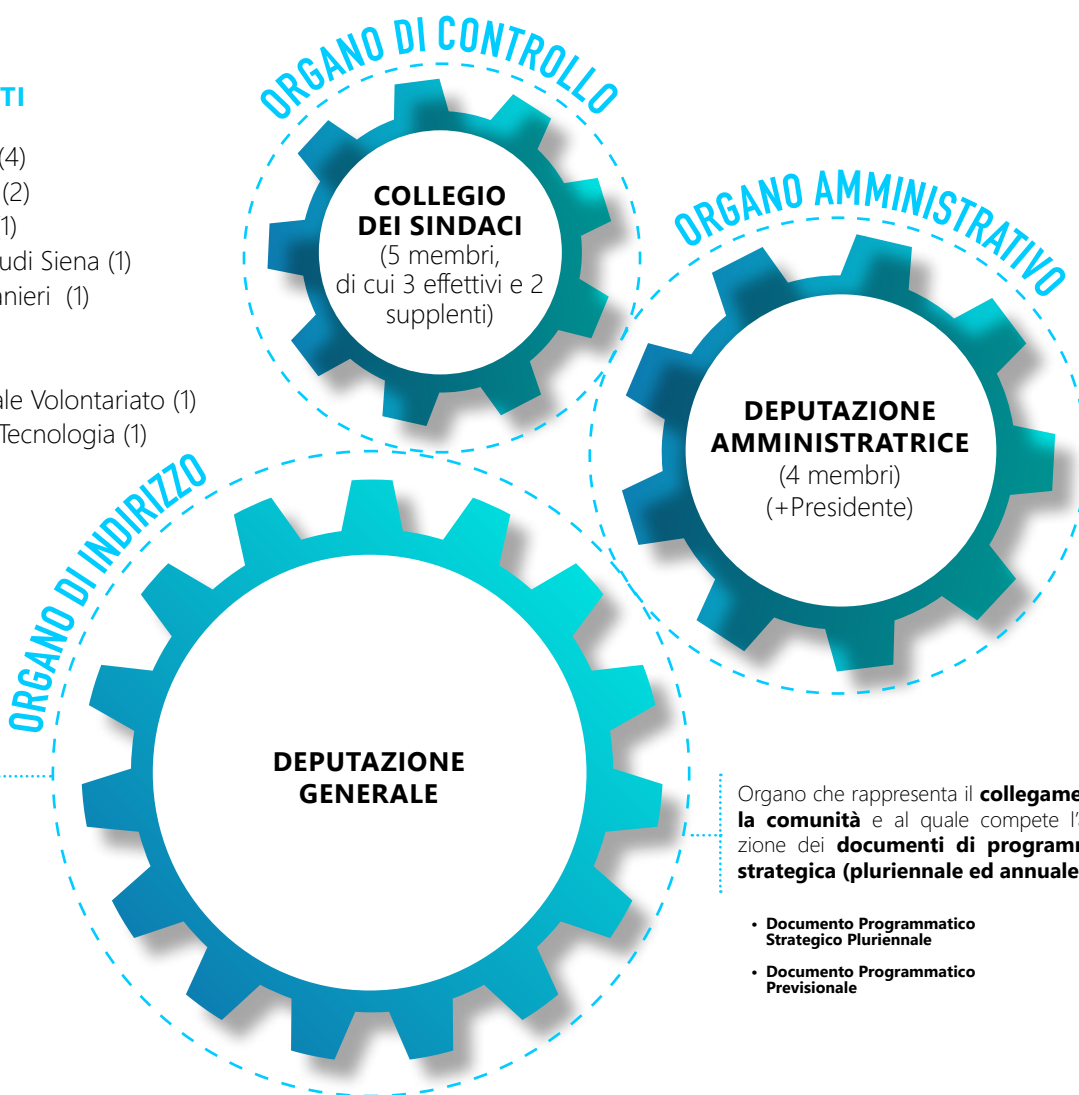 TI
(4)
(2)
1)
udi Siena (1)
nieri (1)
ale Volontariato (1)
Tecnologia (1)
ORGANO DI CONTROLLO
COLLEGIO
DEI SINDACI
(5 membri,
di cui 3 effettivi e 2
supplenti)
ORGANO AMMINISTRATIVO
DEPUTAZIONE
AMMINISTRATRICE
(4 membri)
(+Presidente)
ORGANO DI INDIRIZZO
DEPUTAZIONE
GENERALE
Organo che rappresenta il collegame
la comunità e al quale compete l'
zione dei documenti di programm
strategica (pluriennale ed annuale
• Documento Programmatico
Strategico Pluriennale
• Documento Programmatico
Previsionale